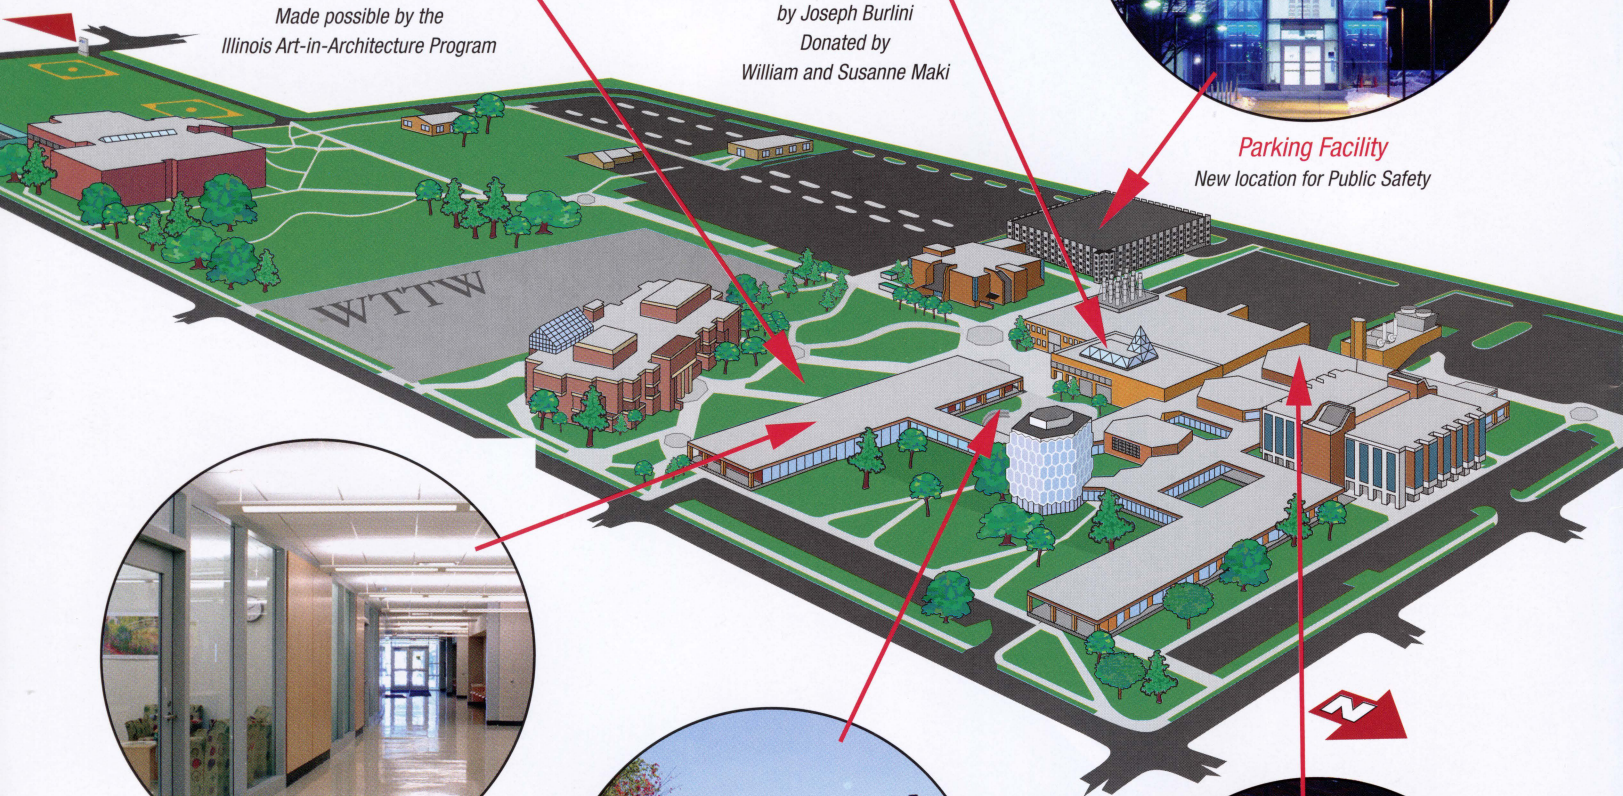 Made possible by the
Illinois Art-in-Architecture Program
by Joseph Burlini
Donated by
William and Susanne Maki
Parking Facility
New location for Public Safety
WTTW
N